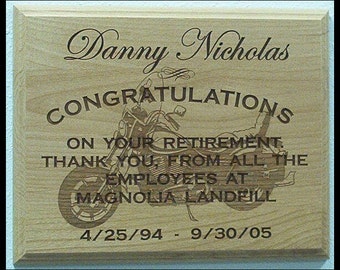 Danny Nicholas
CONGRATULATIONS
ON YOUR RETIREMENT.
THANK YOU, FROM ALL THE
EMPLOYEES AT
MAGNOLIA LANDFILL
4/25/94 - 9/30/05